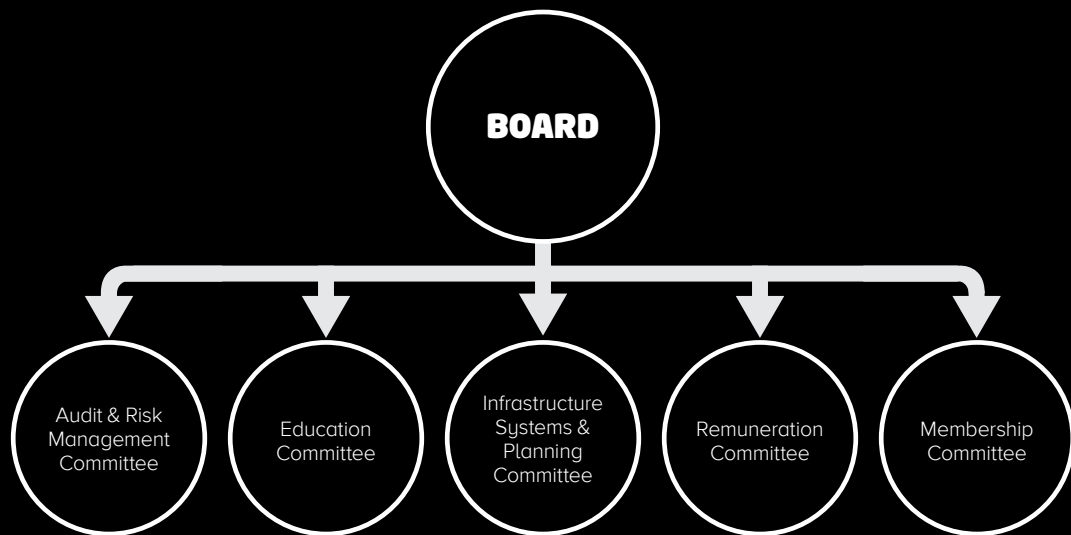 BOARD
Audit & Risk
Management
Committee
Education
Committee
Infrastructure
Systems &
Planning
Committee
Remuneration
Committee
Membership
Committee